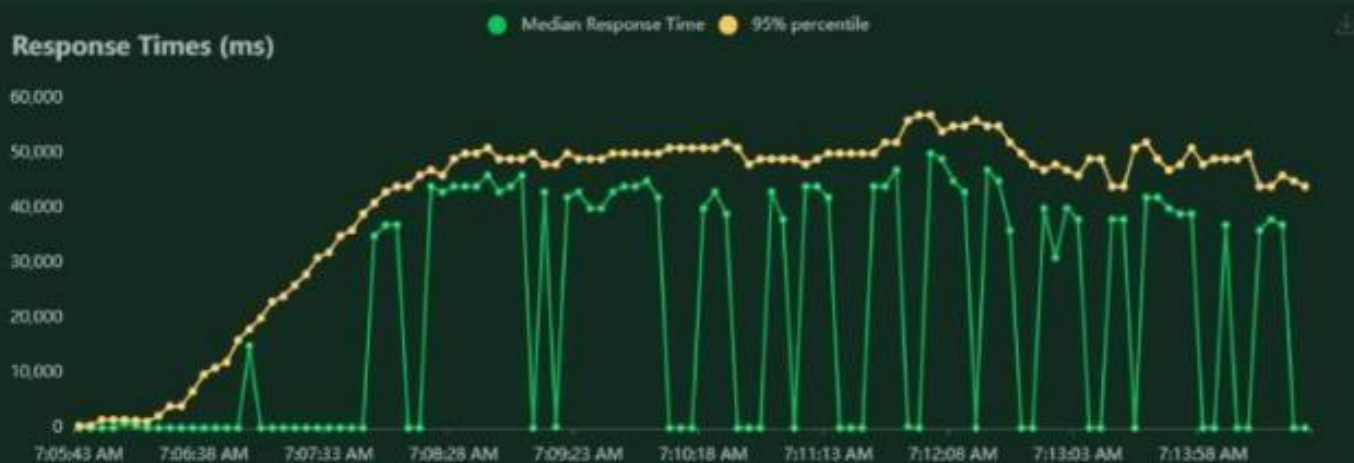 Median Response Time
95% percentile
Response Times (ms)
60,000
50,000
40,000
30,000
20,000
10,000
0
7:05:43 AM
7:06:38 AM
7:07:33 AM
7:08:28 AM
7:09:23 AM
7:10:18 AM
7:11:13 AM
7:12:08 AM
7:13:03 AM
7:13:58 AM